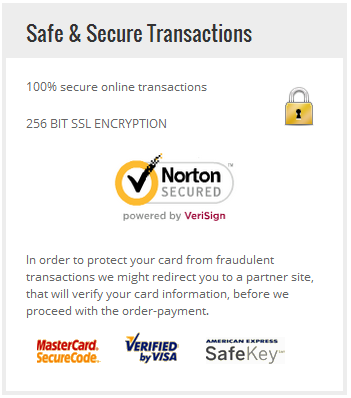 Safe & Secure Transactions
100% secure online transactions
256 BIT SSL ENCRYPTION
Norton™
SECURED
powered by VeriSign
In order to protect your card from fraudulent
transactions we might redirect you to a partner site,
that will verify your card information, before we
proceed with the order-payment.
MasterCard.
SecureCode.
VERIFIED
by VISA
AMERICAN EXPRESS
SafeKey